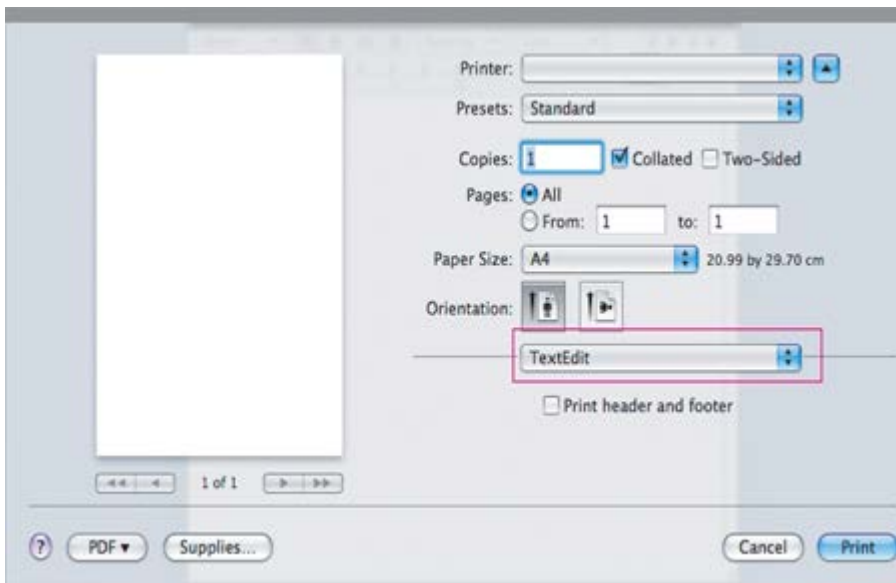 Printer:
Presets: Standard
Copies: 1 Collated Two-Sided
Pages: All
From: 1 to: 1
Paper Size: A4 20.99 by 29.70 cm
Orientation:
TextEdit
Print header and footer
1 of 1
? PDF Supplies... Cancel Print